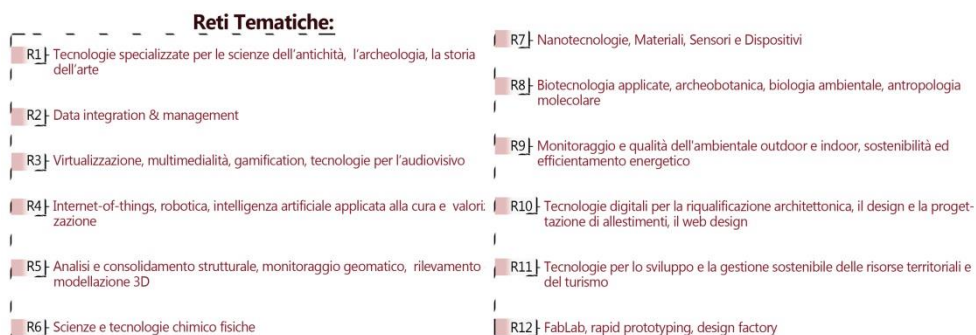 Reti Tematiche:
R1 Tecnologie specializzate per le scienze dell'antichità, l'archeologia, la storia
dell'arte
R2 Data integration & management
R3 Virtualizzazione, multimedialità, gamification, tecnologie per l'audiovisivo
R4 Internet-of-things, robotica, intelligenza artificiale applicata alla cura e valori
zazione
R5 Analisi e consolidamento strutturale, monitoraggio geomatico, rilevamento
modellazione 3D
R6 Scienze e tecnologie chimico fisiche
R7 Nanotecnologie, Materiali, Sensori e Dispositivi
R8 Biotecnologia applicate, archeobotanica, biologia ambientale, antropologia
molecolare
R9 Monitoraggio e qualità dell'ambientale outdoor e indoor, sostenibilità ed
efficientamento energetico
R10 Tecnologie digitali per la riqualificazione architettonica, il design e la proget-
tazione di allestimenti, il web design
R11 Tecnologie per lo sviluppo e la gestione sostenibile delle risorse territoriali e
del turismo
R12 FabLab, rapid prototyping, design factory